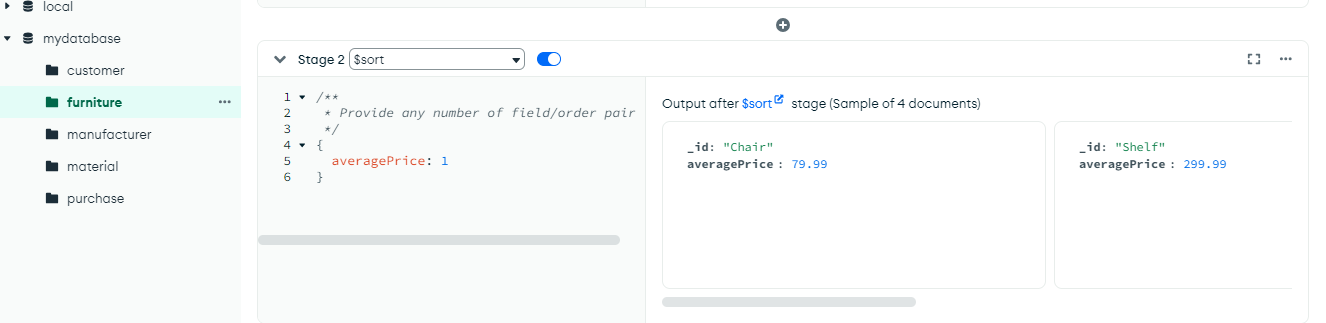 local
mydatabase
customer
furniture
manufacturer
material
purchase
Stage 2 $sort
1 /**
2 * Provide any number of field/order pair
3 */
4 {
5 averagePrice: 1
6 }
Output after $sort stage (Sample of 4 documents)
_id: "Chair"
averagePrice : 79.99
_id: "Shelf"
averagePrice : 299.99